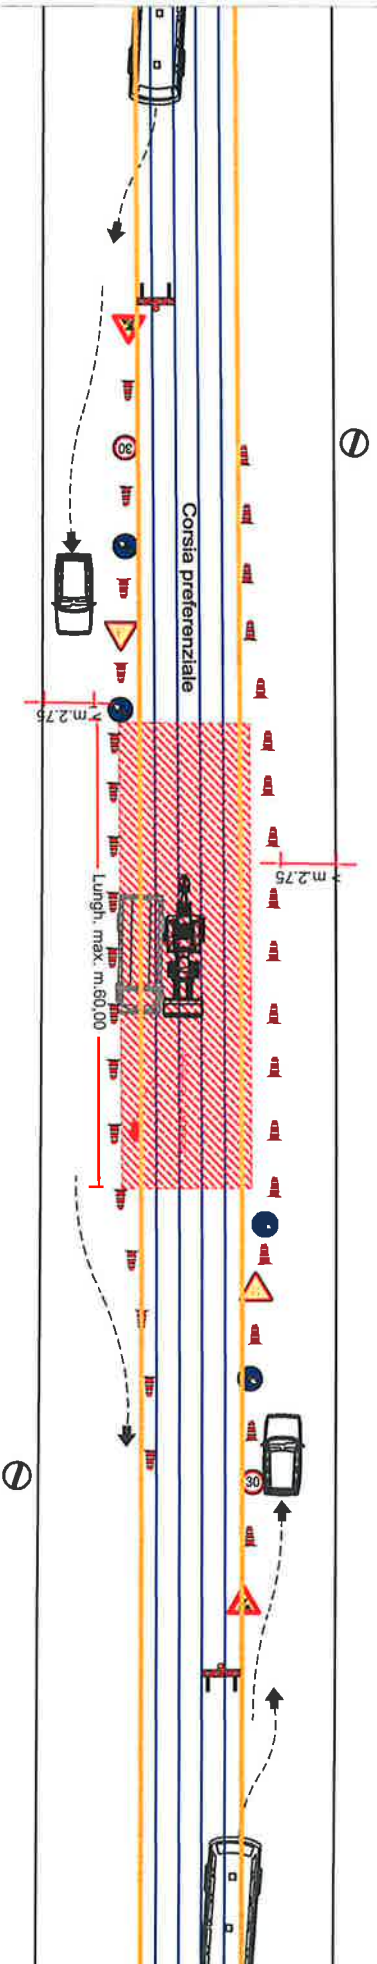 30
Corsia preferenziale
> m.2.75
> m.2.75
Lungh. max. m.60,00
30